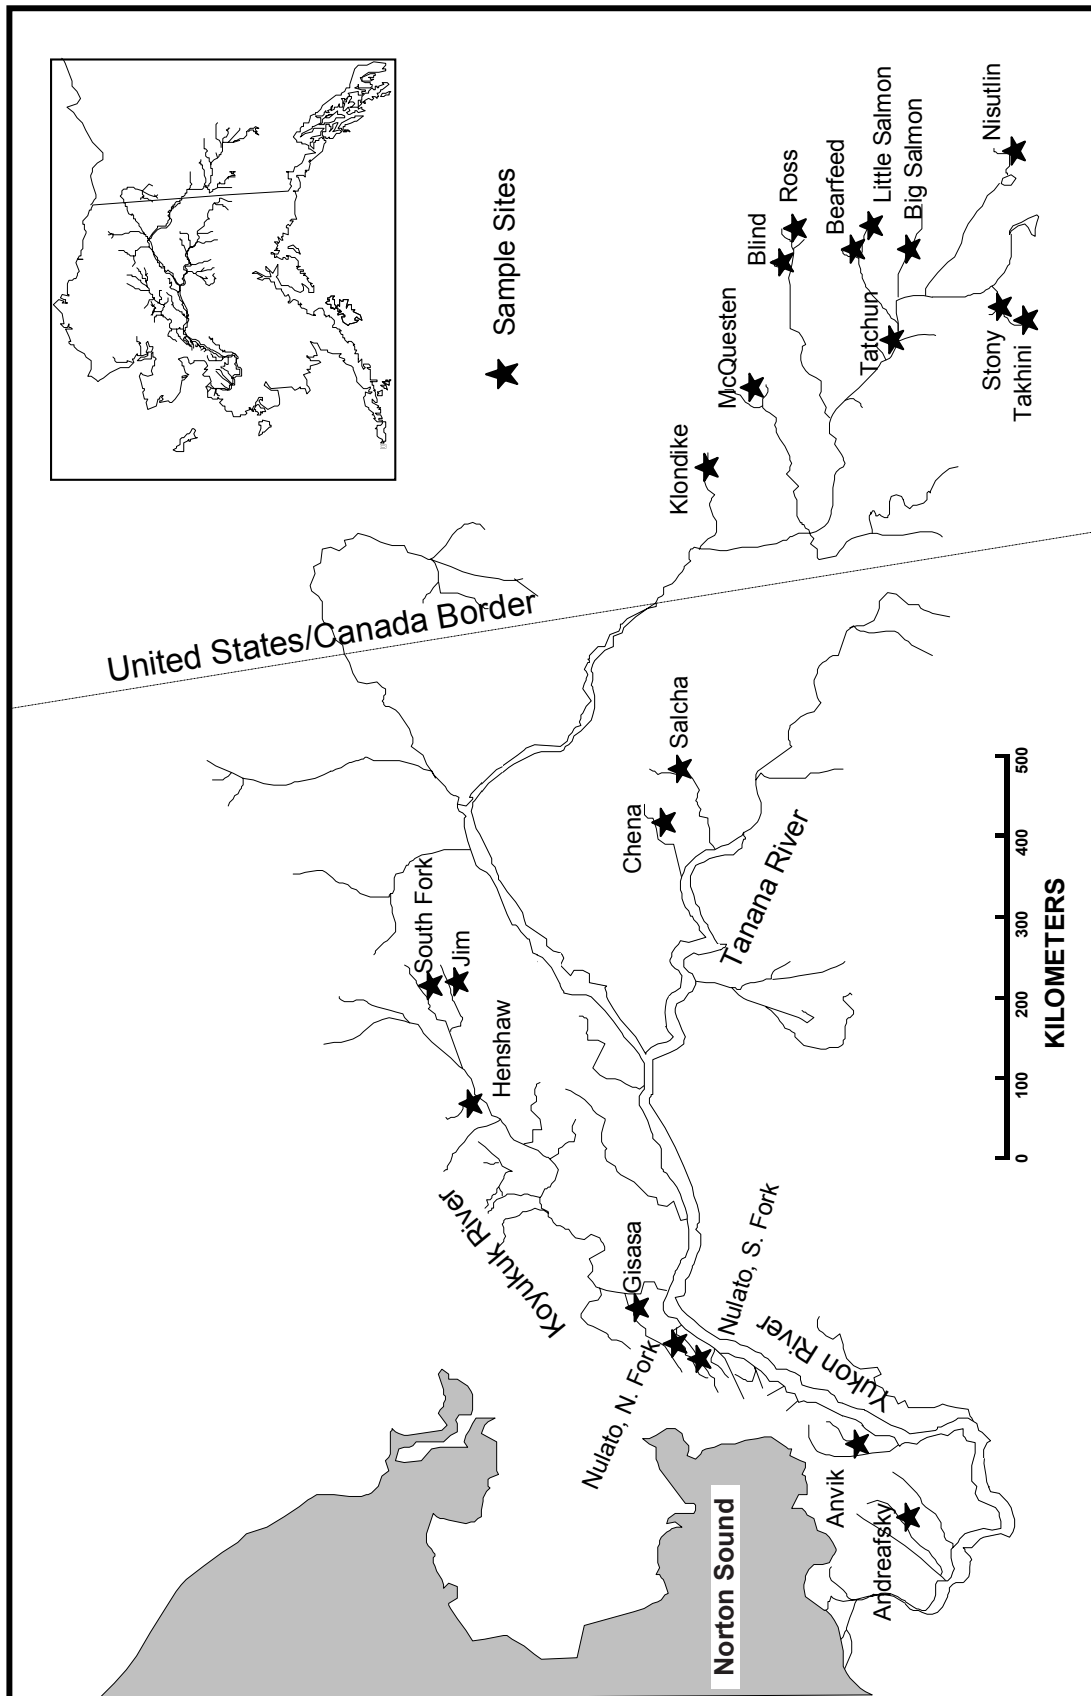 Sample Sites
United States/Canada Border
Nisutlin
Little Salmon
Big Salmon
Ross
Bearfeed
Blind
Tatchun
Stony
Takhini
McQuesten
Klondike
Salcha
Chena
Tanana River
South Fork
Jim
Henshaw
Koyukuk River
Gisasa
Nulato, N. Fork
Nulato, S. Fork
Yukon River
Anvik
Andreafsky
Norton Sound
0 100 200 300 400 500
KILOMETERS